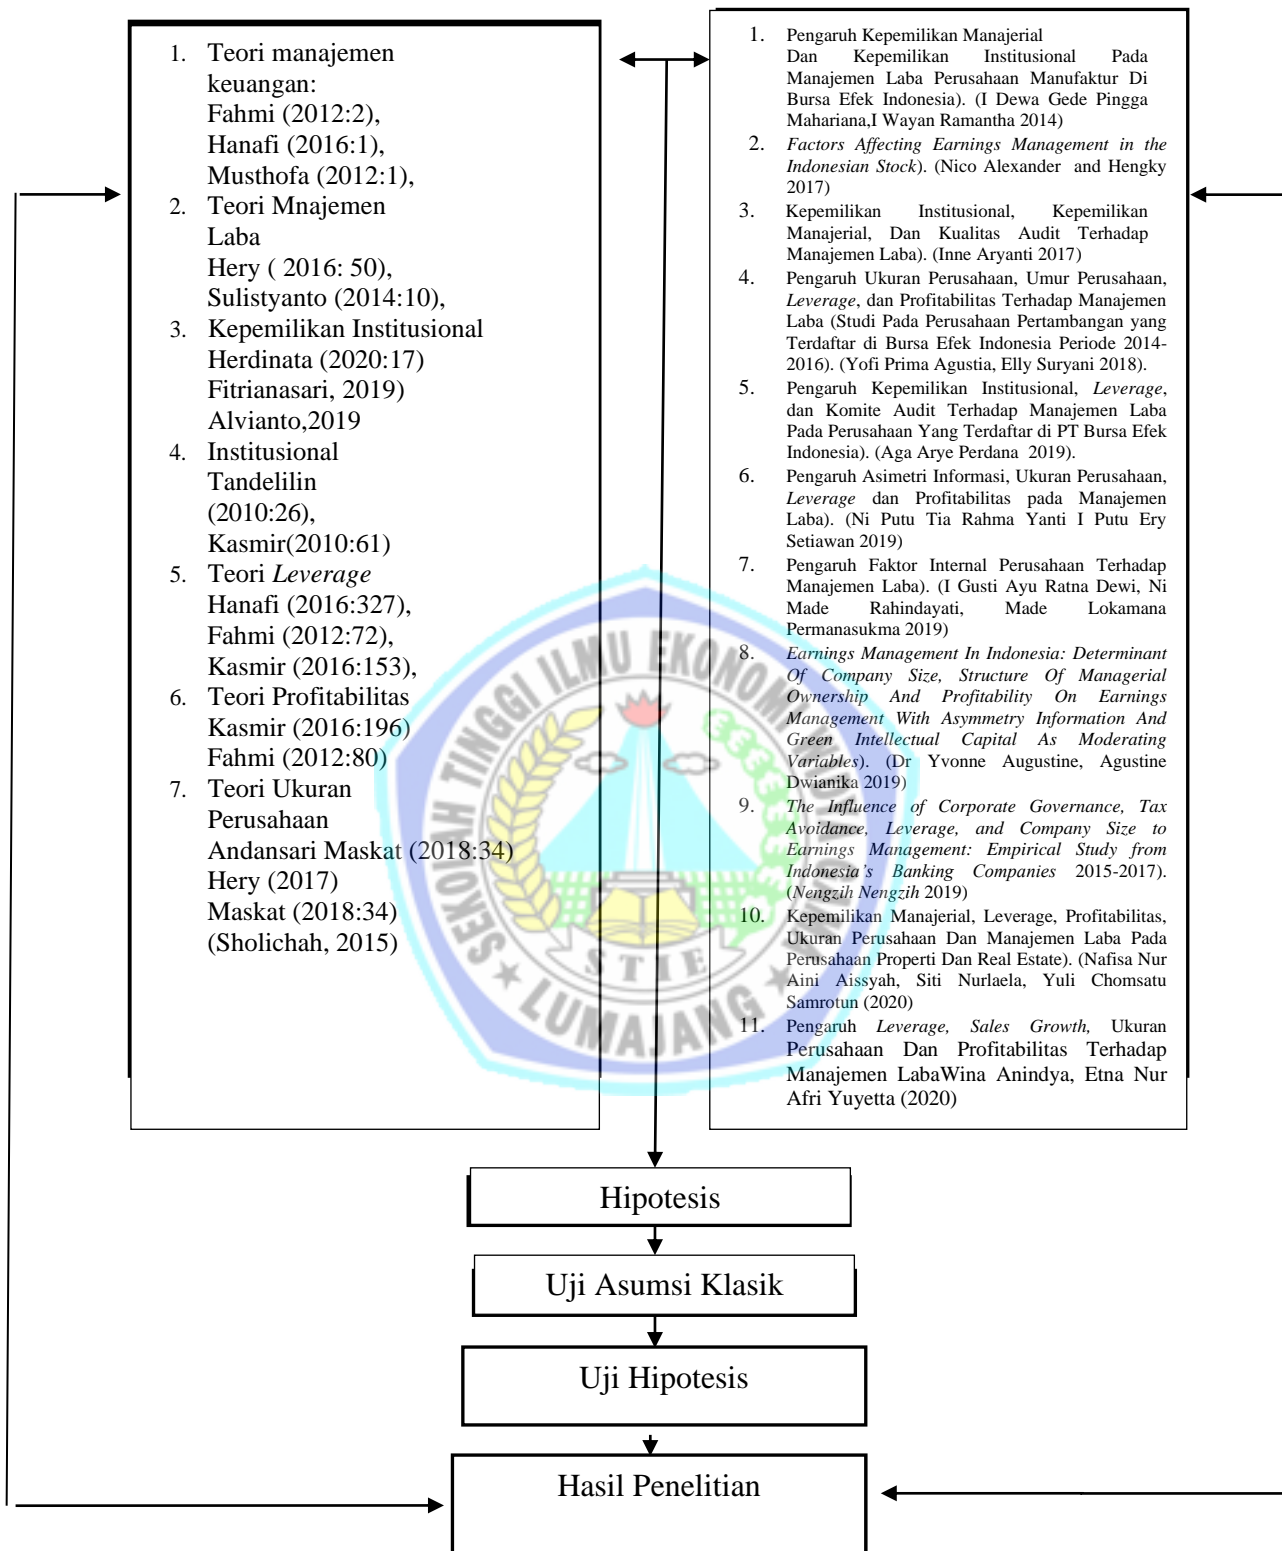 1. Teori manajemen
keuangan:
Fahmi (2012:2),
Hanafi (2016:1),
Musthofa (2012:1),
2. Teori Mnajemen
Laba
Hery ( 2016: 50),
Sulistyanto (2014:10),
3. Kepemilikan Institusional
Herdinata (2020:17)
Fitrianasari, 2019)
Alvianto,2019
4. Institusional
Tandelilin
(2010:26),
Kasmir(2010:61)
5. Teori Leverage
Hanafi (2016:327),
Fahmi (2012:72),
Kasmir (2016:153),
6. Teori Profitabilitas
Kasmir (2016:196)
Fahmi (2012:80)
7. Teori Ukuran
Perusahaan
Andansari Maskat (2018:34)
Hery (2017)
Maskat (2018:34)
(Sholichah, 2015)
1. Pengaruh Kepemilikan Manajerial
Dan Kepemilikan Institusional Pada
Manajemen Laba Perusahaan Manufaktur Di
Bursa Efek Indonesia). (I Dewa Gede Pingga
Mahariana,I Wayan Ramantha 2014)
2. Factors Affecting Earnings Management in the
Indonesian Stock). (Nico Alexander and Hengky
2017)
3. Kepemilikan Institusional, Kepemilikan
Manajerial, Dan Kualitas Audit Terhadap
Manajemen Laba). (Inne Aryanti 2017)
4. Pengaruh Ukuran Perusahaan, Umur Perusahaan,
Leverage, dan Profitabilitas Terhadap Manajemen
Laba (Studi Pada Perusahaan Pertambangan yang
Terdaftar di Bursa Efek Indonesia Periode 2014-
2016). (Yofi Prima Agustia, Elly Suryani 2018).
5. Pengaruh Kepemilikan Institusional, Leverage,
dan Komite Audit Terhadap Manajemen Laba
Pada Perusahaan Yang Terdaftar di PT Bursa Efek
Indonesia). (Aga Arye Perdana 2019).
6. Pengaruh Asimetri Informasi, Ukuran Perusahaan,
Leverage dan Profitabilitas pada Manajemen
Laba). (Ni Putu Tia Rahma Yanti I Putu Ery
Setiawan 2019)
7. Pengaruh Faktor Internal Perusahaan Terhadap
Manajemen Laba). (I Gusti Ayu Ratna Dewi, Ni
Made Rahindayati, Made Lokamana
Permanasukma 2019)
8. Earnings Management In Indonesia: Determinant
Of Company Size, Structure Of Managerial
Ownership And Profitability On Earnings
Management With Asymmetry Information And
Green Intellectual Capital As Moderating
Variables). (Dr Yvonne Augustine, Agustine
Dwianika 2019)
9. The Influence of Corporate Governance, Tax
Avoidance, Leverage, and Company Size to
Earnings Management: Empirical Study from
Indonesia's Banking Companies 2015-2017).
(Nengzih Nengzih 2019)
10. Kepemilikan Manajerial, Leverage, Profitabilitas,
Ukuran Perusahaan Dan Manajemen Laba Pada
Perusahaan Properti Dan Real Estate). (Nafisa Nur
Aini Aissyah, Siti Nurlaela, Yuli Chomsatu
Samrotun (2020)
11. Pengaruh Leverage, Sales Growth, Ukuran
Perusahaan Dan Profitabilitas Terhadap
Manajemen LabaWina Anindya, Etna Nur
Afri Yuyetta (2020)
SEKOLAH TINGGI ILMU EKONOMI WIDYA GAMA
STIE
LUMAJANG
Hipotesis
Uji Asumsi Klasik
Uji Hipotesis
Hasil Penelitian